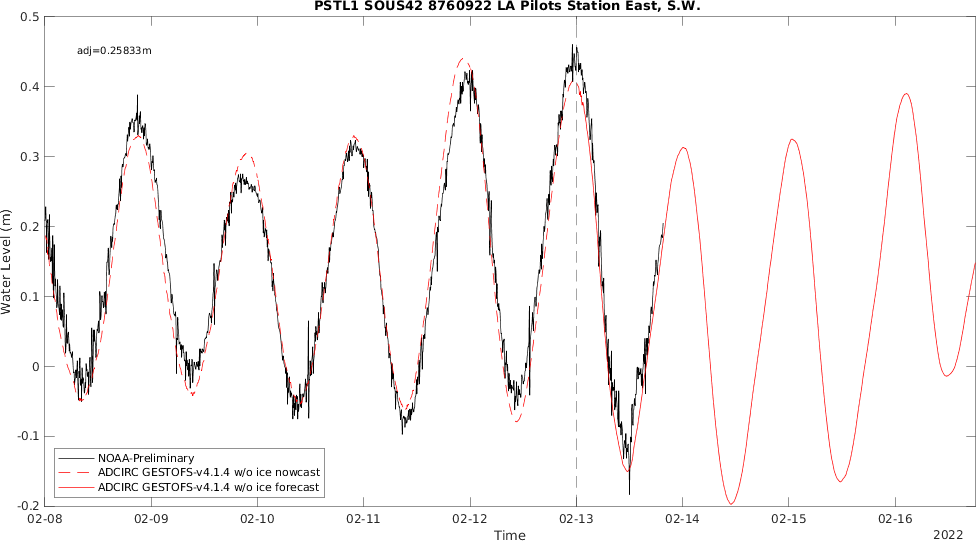 PSTL1 SOUS42 8760922 LA Pilots Station East, S.W.
0.5
adj=0.25833m
0.4
0.3
0.2
0.1
0
-0.1
-0.2
Water Level (m)
NOAA-Preliminary
ADCIRC GESTOFS-v4.1.4 w/o ice nowcast
ADCIRC GESTOFS-v4.1.4 w/o ice forecast
02-08 02-09 02-10 02-11 02-12 02-13 02-14 02-15 02-16
Time
2022